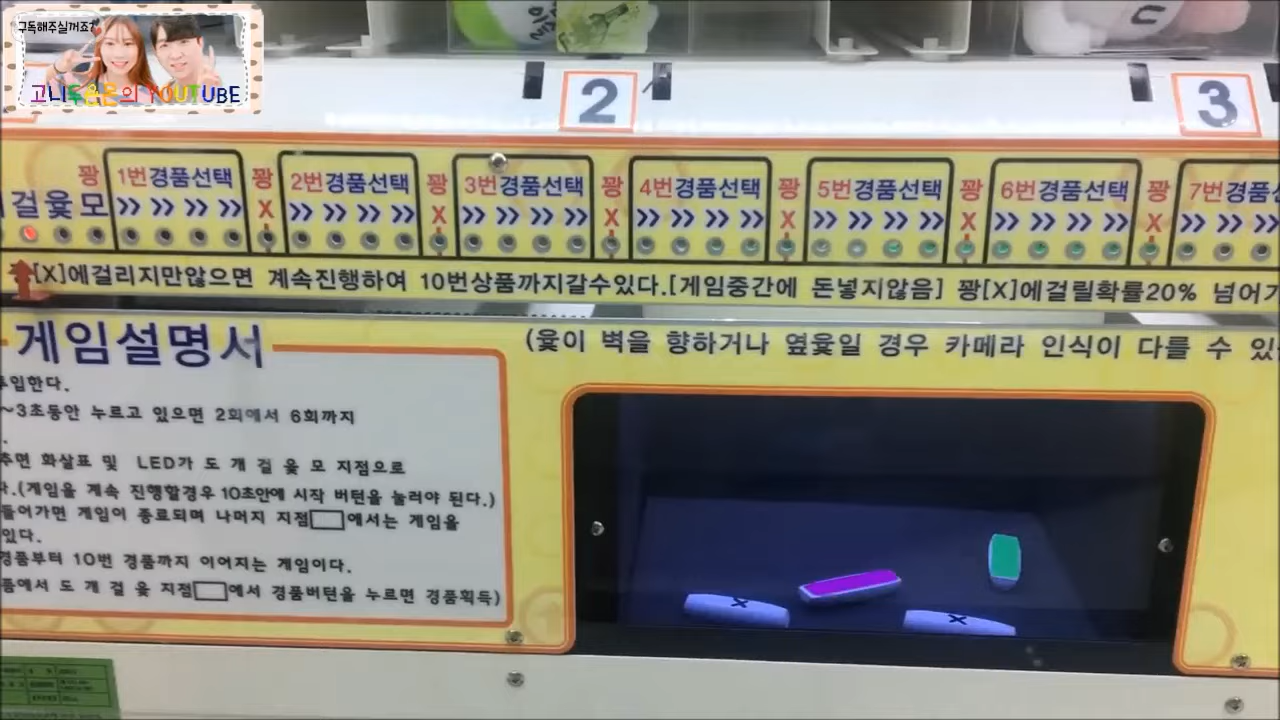 구독해주실꺼죠?
고니두웅은의 YOUTUBE
2
3
걸 윷 모 꽝 1번경품선택 꽝 2번경품선택 꽝 3번경품선택 꽝 4번경품선택 꽝 5번경품선택 꽝 6번경품선택 꽝 7번경품
X X X X X X
[X]에걸리지만않으면 계속진행하여 10번상품까지갈수있다.[게임중간에 돈넣지않음] 꽝[X]에걸릴확률20% 넘어가
게임설명서
(윷이 벽을 향하거나 옆윷일 경우 카메라 인식이 다를 수 있
투입한다.
~3초동안 누르고 있으면 2회에서 6회까지
추면 화살표 및 LED가 도 개 걸 윷 모 지점으로
다.(게임을 계속 진행할경우 10초안에 시작 버턴을 눌러야 된다.)
들어가면 게임이 종료되며 나머지 지점 에서는 게임을
있다.
경품부터 10번 경품까지 이어지는 게임이다.
품에서 도 개 걸 윷 지점 에서 경품버턴을 누르면 경품획득)
X
X